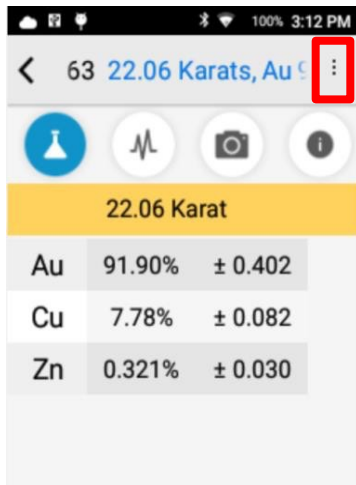 100% 3:12 PM
63 22.06 Karats, Au
22.06 Karat
Au 91.90% ± 0.402
Cu 7.78% ± 0.082
Zn 0.321% ± 0.030